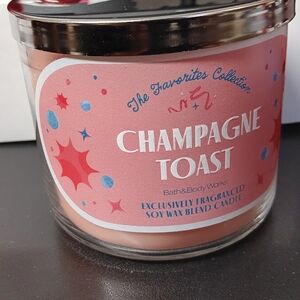 The Favorites Collection
CHAMPAGNE
TOAST
Bath&Body Works
EXCLUSIVELY FRAGRANCED
SOY WAX BLEND CANDLE